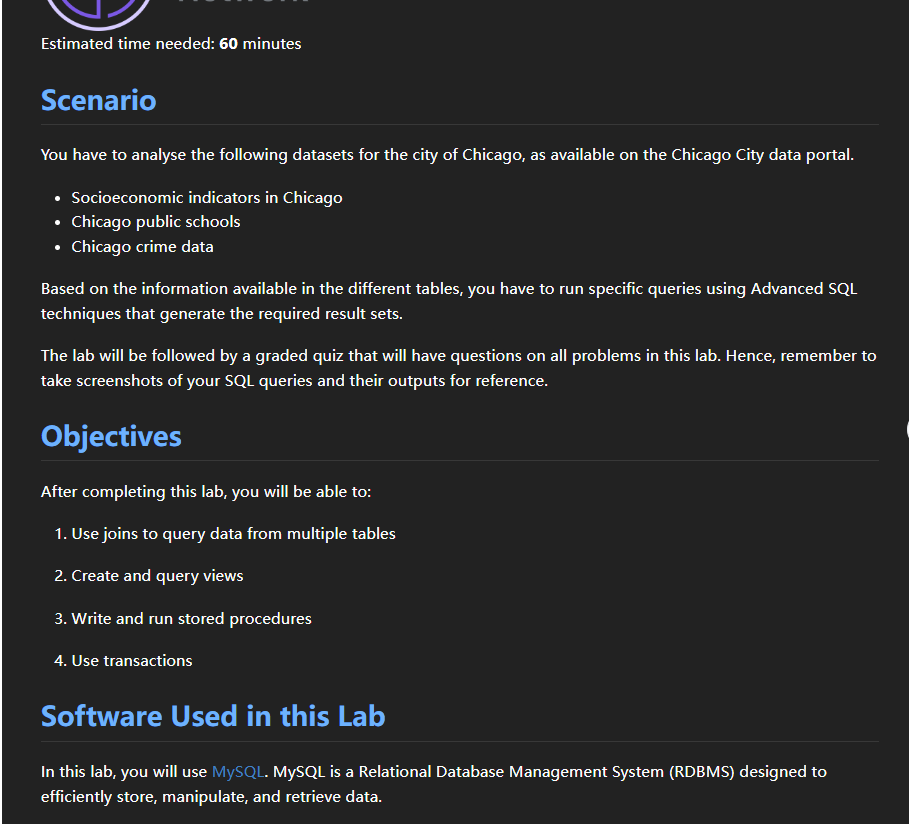 Estimated time needed: 60 minutes
Scenario
You have to analyse the following datasets for the city of Chicago, as available on the Chicago City data portal.
• Socioeconomic indicators in Chicago
• Chicago public schools
• Chicago crime data
Based on the information available in the different tables, you have to run specific queries using Advanced SQL
techniques that generate the required result sets.
The lab will be followed by a graded quiz that will have questions on all problems in this lab. Hence, remember to
take screenshots of your SQL queries and their outputs for reference.
Objectives
After completing this lab, you will be able to:
1. Use joins to query data from multiple tables
2. Create and query views
3. Write and run stored procedures
4. Use transactions
Software Used in this Lab
In this lab, you will use MySQL. MySQL is a Relational Database Management System (RDBMS) designed to
efficiently store, manipulate, and retrieve data.